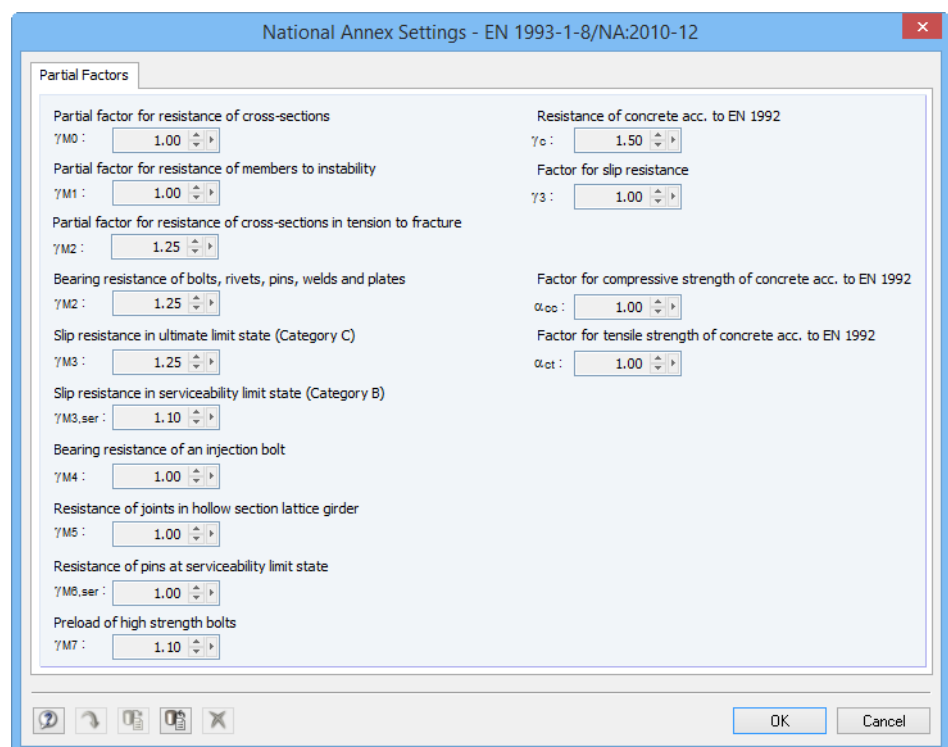 National Annex Settings - EN 1993-1-8/NA:2010-12
Partial Factors
Partial factor for resistance of cross-sections
γM0 : 1.00
Partial factor for resistance of members to instability
γM1 : 1.00
Partial factor for resistance of cross-sections in tension to fracture
γM2 : 1.25
Bearing resistance of bolts, rivets, pins, welds and plates
γM2 : 1.25
Slip resistance in ultimate limit state (Category C)
γM3 : 1.25
Slip resistance in serviceability limit state (Category B)
γM3,ser : 1.10
Bearing resistance of an injection bolt
γM4 : 1.00
Resistance of joints in hollow section lattice girder
γM5 : 1.00
Resistance of pins at serviceability limit state
γM6,ser : 1.00
Preload of high strength bolts
γM7 : 1.10
Resistance of concrete acc. to EN 1992
γc : 1.50
Factor for slip resistance
γ3 : 1.00
Factor for compressive strength of concrete acc. to EN 1992
αcc : 1.00
Factor for tensile strength of concrete acc. to EN 1992
αct : 1.00
OK
Cancel